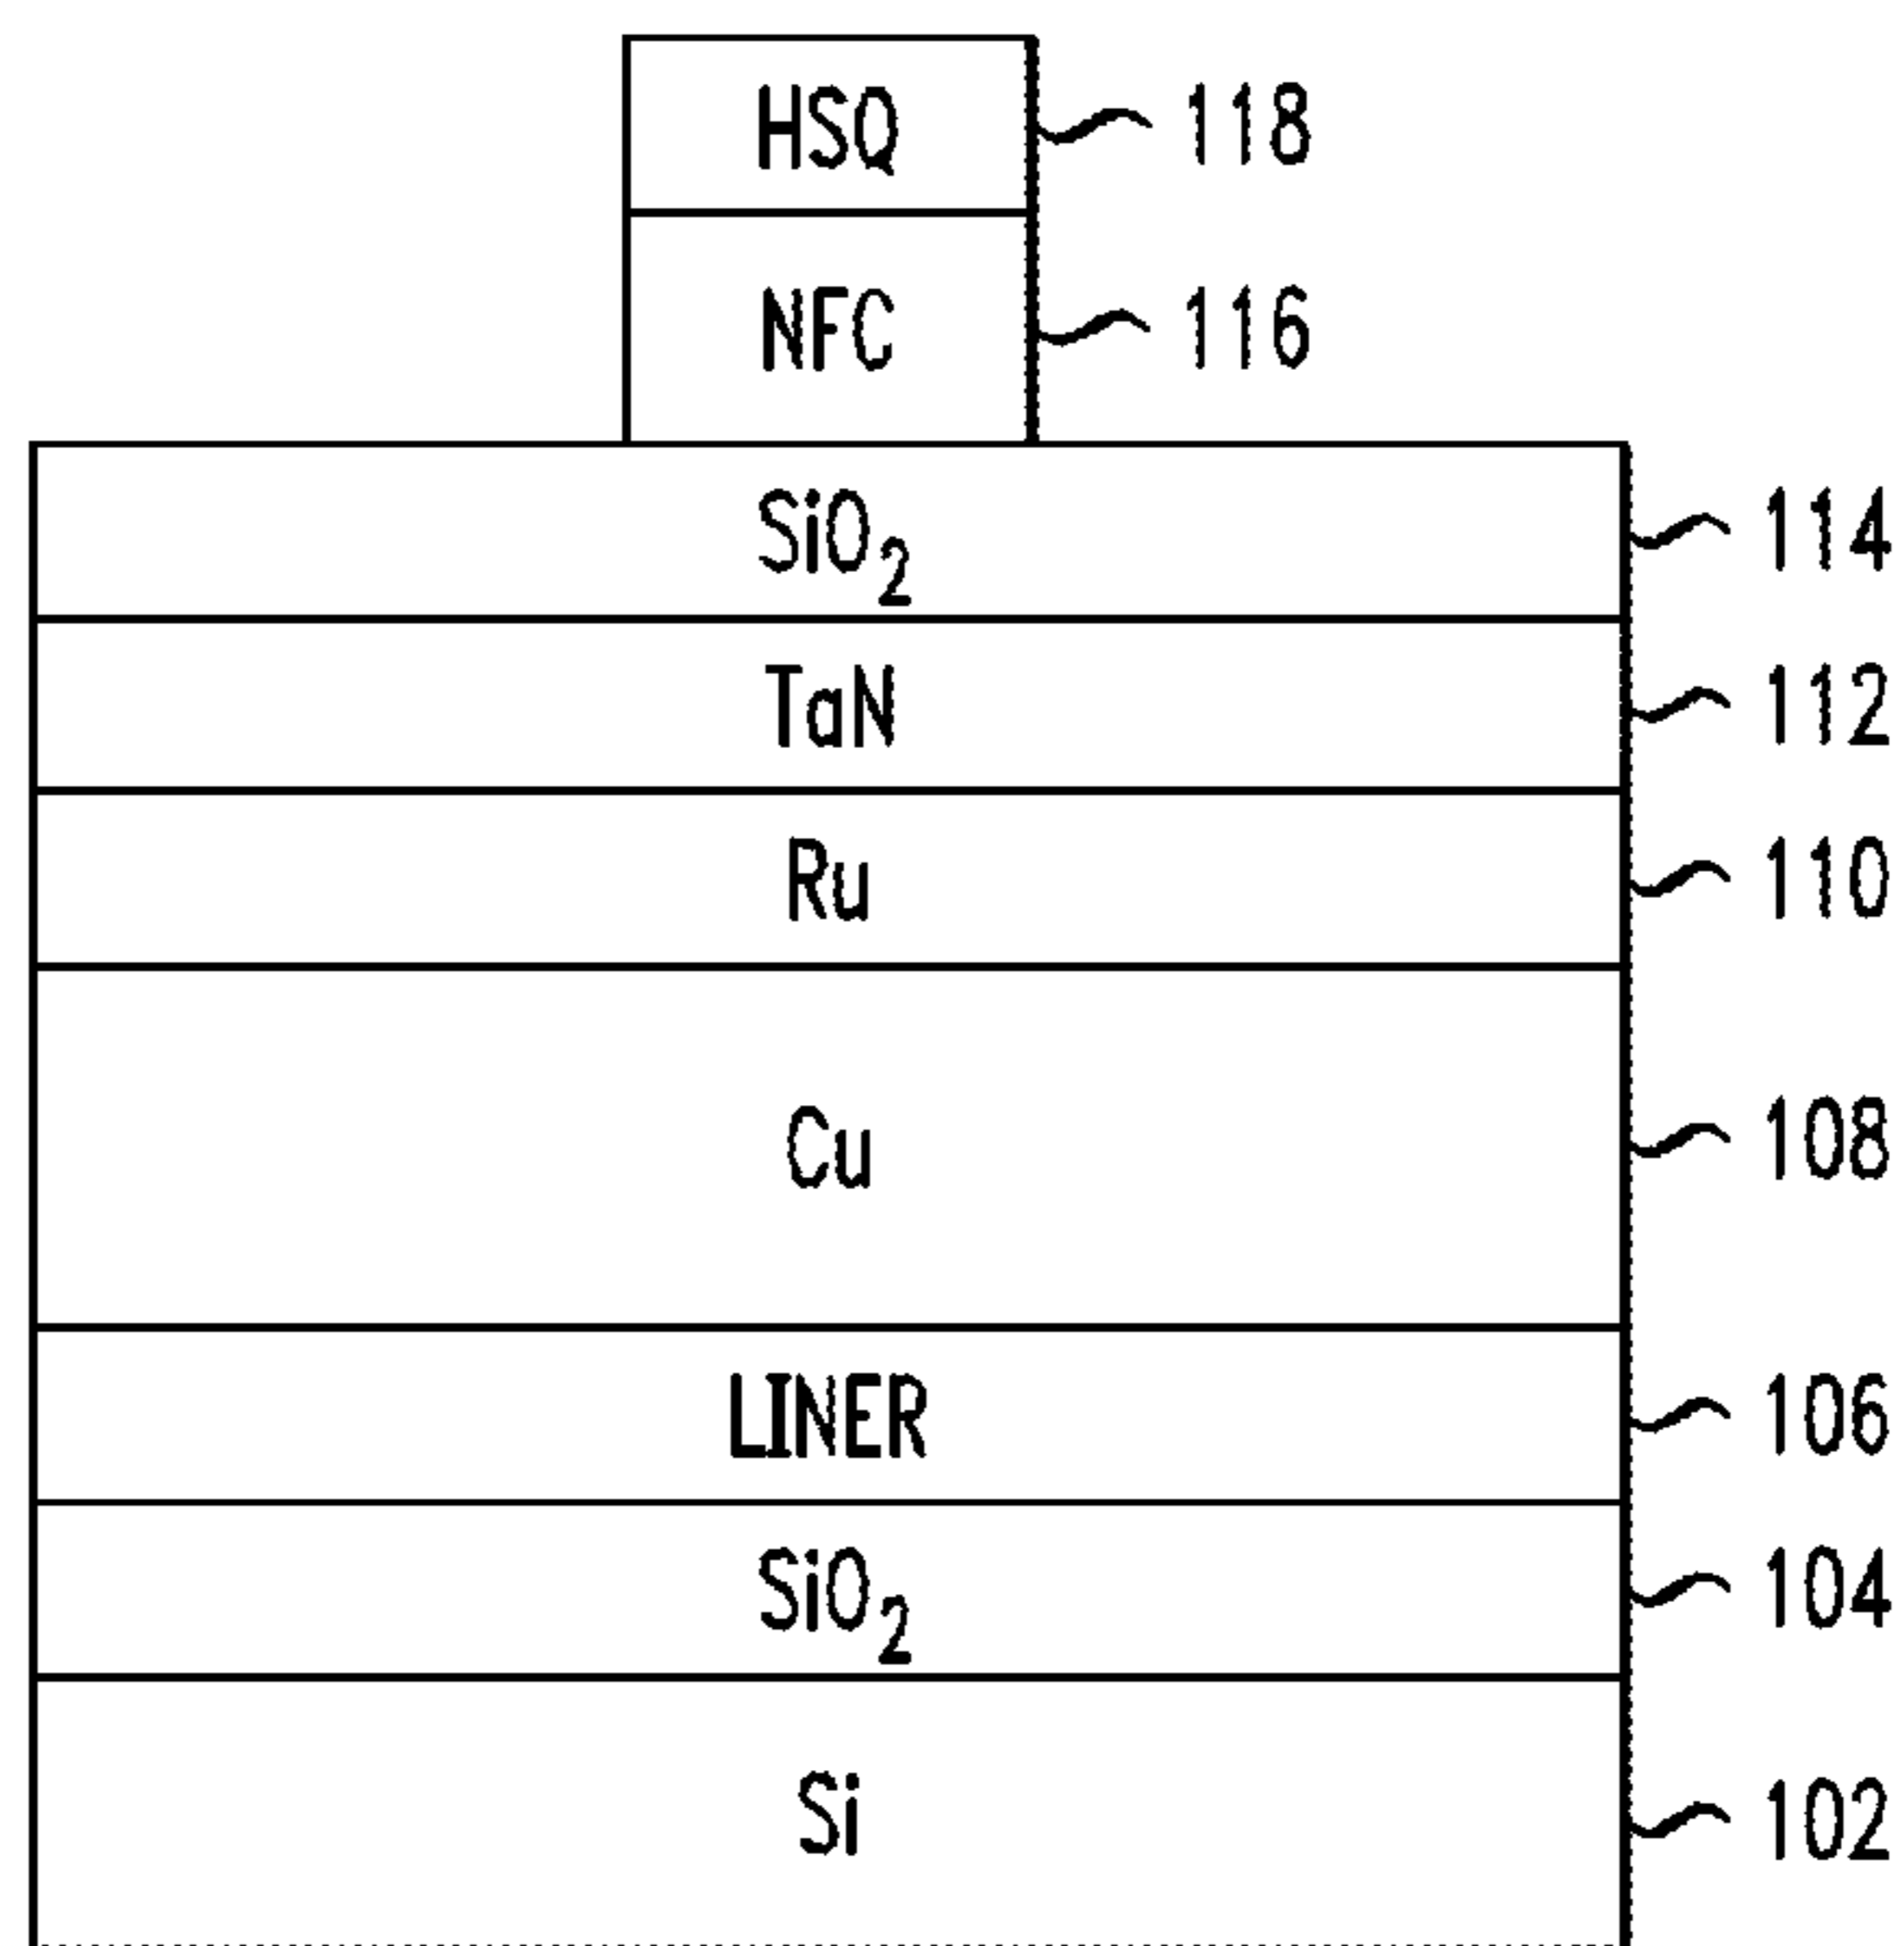 HSQ 118
NFC 116
SiO₂ 114
TaN 112
Ru 110
Cu 108
LINER 106
SiO₂ 104
Si 102